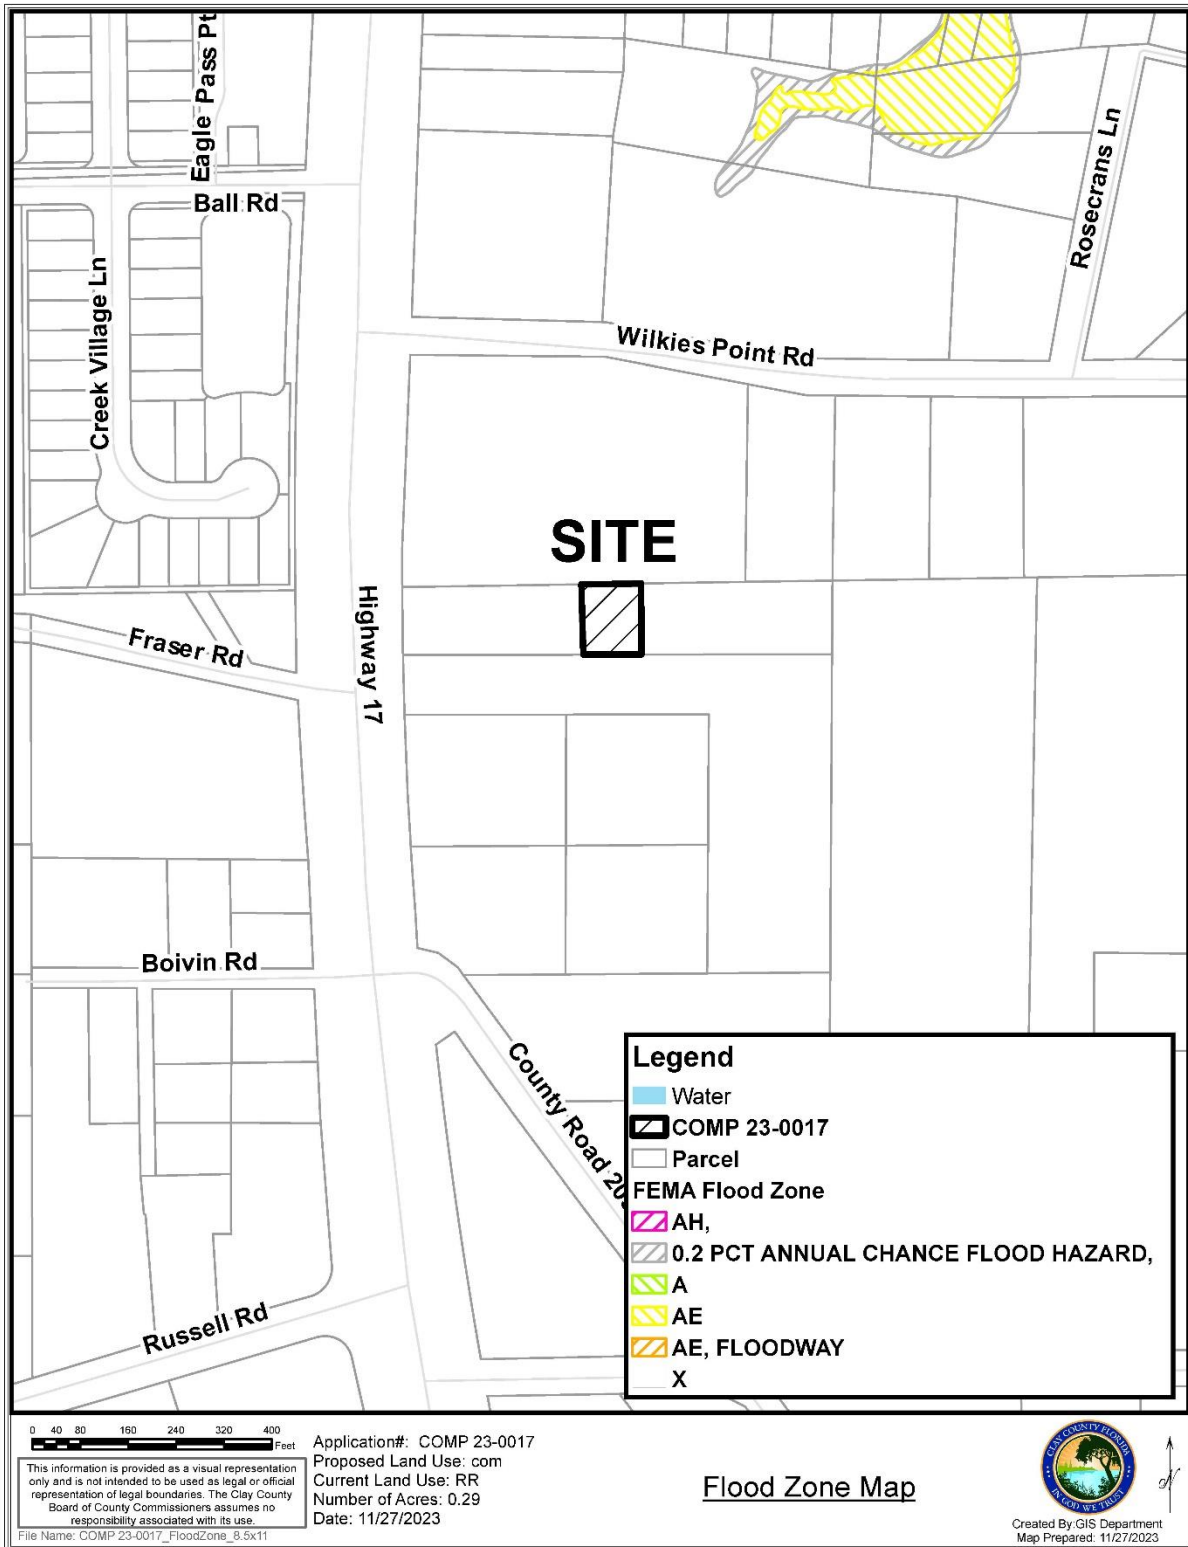 Eagle Pass Pt
Ball Rd
Creek Village Ln
Rosecrans Ln
Wilkies Point Rd
SITE
Highway 17
Fraser Rd
Boivin Rd
County Road 209
Russell Rd
Legend
Water
COMP 23-0017
Parcel
FEMA Flood Zone
AH,
0.2 PCT ANNUAL CHANCE FLOOD HAZARD,
A
AE
AE, FLOODWAY
X
0 40 80 160 240 320 400
Feet
This information is provided as a visual representation
only and is not intended to be used as legal or official
representation of legal boundaries. The Clay County
Board of County Commissioners assumes no
responsibility associated with its use.
File Name: COMP 23-0017_FloodZone_8.5x11
Application#: COMP 23-0017
Proposed Land Use: com
Current Land Use: RR
Number of Acres: 0.29
Date: 11/27/2023
Flood Zone Map
CLAY COUNTY FLORIDA
IN GOD WE TRUST
N
Created By:GIS Department
Map Prepared: 11/27/2023